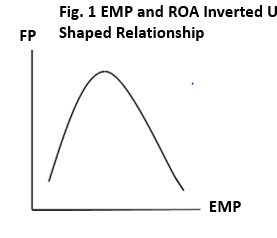 Fig. 1 EMP and ROA Inverted U
Shaped Relationship
FP
EMP